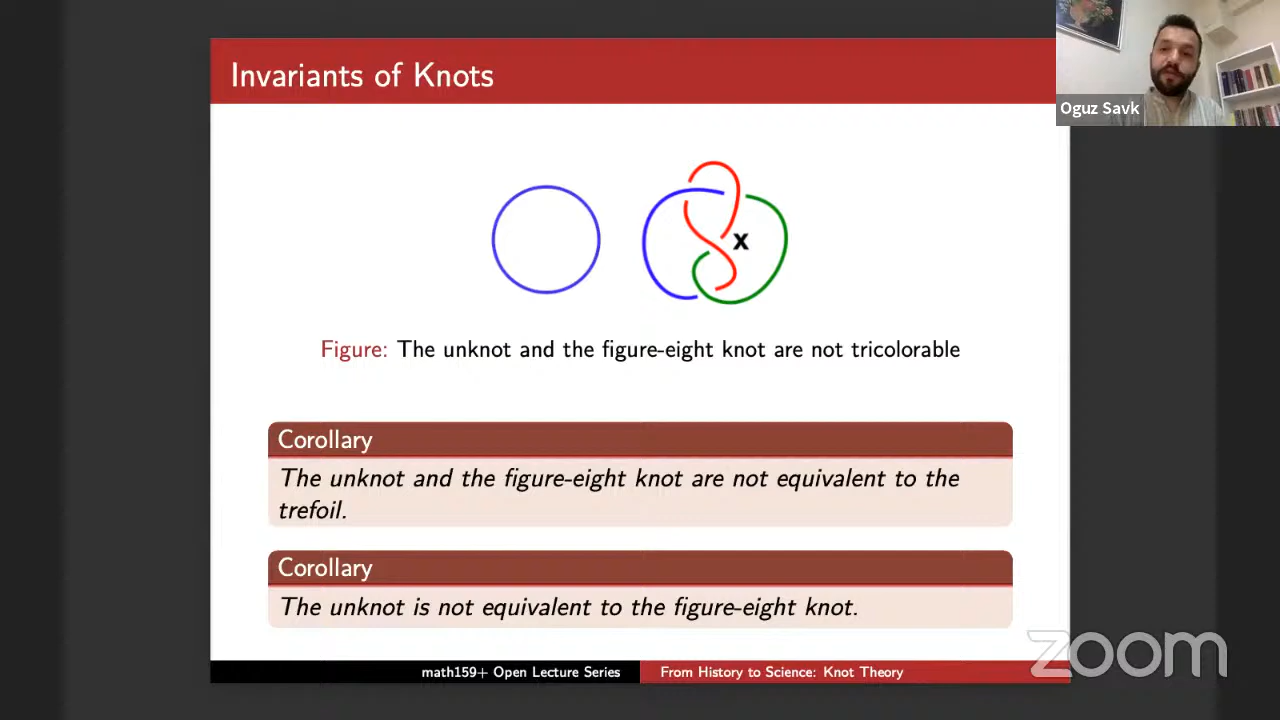 Invariants of Knots
Oguz Savk
x
Figure: The unknot and the figure-eight knot are not tricolorable
Corollary
The unknot and the figure-eight knot are not equivalent to the
trefoil.
Corollary
The unknot is not equivalent to the figure-eight knot.
math159+ Open Lecture Series
From History to Science: Knot Theory
zoom